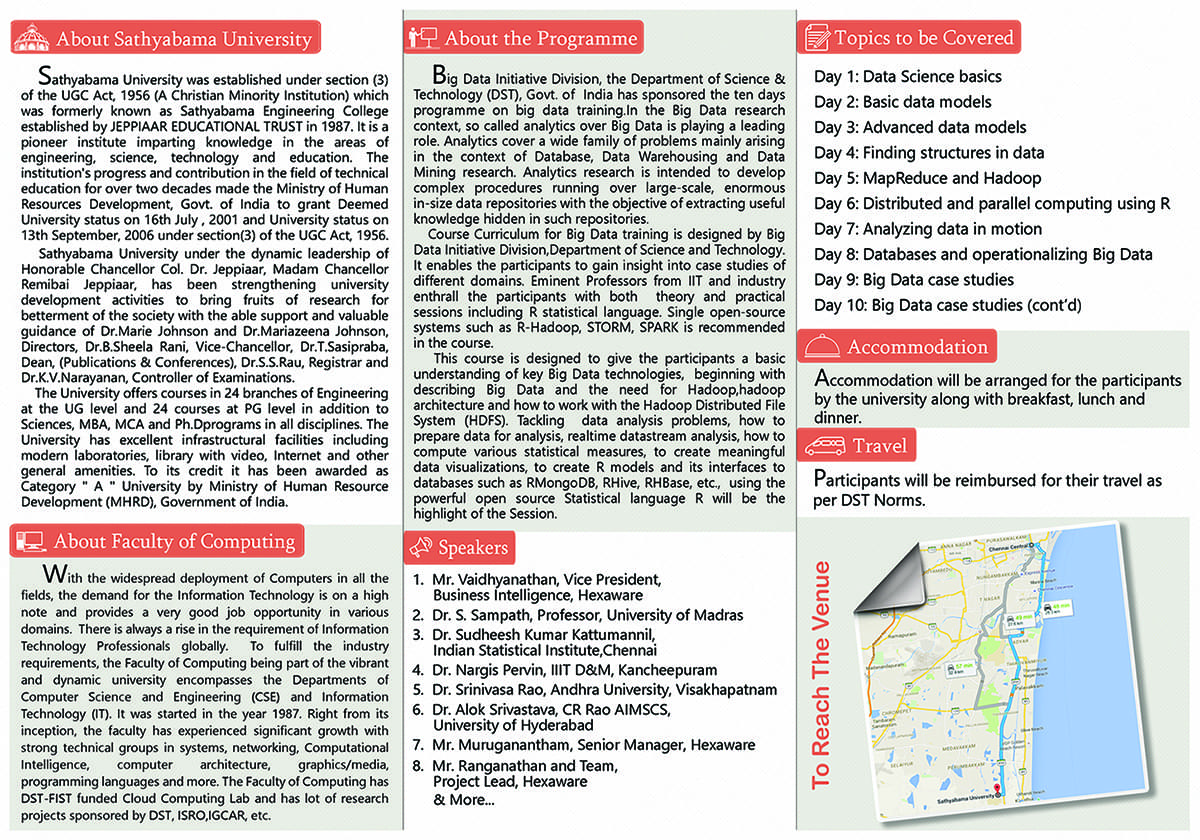 About Sathyabama University
Sathyabama University was established under section (3)
of the UGC Act, 1956 (A Christian Minority Institution) which
was formerly known as Sathyabama Engineering College
established by JEPPIAAR EDUCATIONAL TRUST in 1987. It is a
pioneer institute imparting knowledge in the areas of
engineering, science, technology and education. The
institution's progress and contribution in the field of technical
education for over two decades made the Ministry of Human
Resources Development, Govt. of India to grant Deemed
University status on 16th July , 2001 and University status on
13th September, 2006 under section(3) of the UGC Act, 1956.
Sathyabama University under the dynamic leadership of
Honorable Chancellor Col. Dr. Jeppiaar, Madam Chancellor
Remibai Jeppiaar, has been strengthening university
development activities to bring fruits of research for
betterment of the society with the able support and valuable
guidance of Dr.Marie Johnson and Dr.Mariazeena Johnson,
Directors, Dr.B.Sheela Rani, Vice-Chancellor, Dr.T.Sasipraba,
Dean, (Publications & Conferences), Dr.S.S.Rau, Registrar and
Dr.K.V.Narayanan, Controller of Examinations.
The University offers courses in 24 branches of Engineering
at the UG level and 24 courses at PG level in addition to
Sciences, MBA, MCA and Ph.Dprograms in all disciplines. The
University has excellent infrastructural facilities including
modern laboratories, library with video, Internet and other
general amenities. To its credit it has been awarded as
Category " A " University by Ministry of Human Resource
Development (MHRD), Government of India.
About Faculty of Computing
With the widespread deployment of Computers in all the
fields, the demand for the Information Technology is on a high
note and provides a very good job opportunity in various
domains. There is always a rise in the requirement of Information
Technology Professionals globally. To fulfill the industry
requirements, the Faculty of Computing being part of the vibrant
and dynamic university encompasses the Departments of
Computer Science and Engineering (CSE) and Information
Technology (IT). It was started in the year 1987. Right from its
inception, the faculty has experienced significant growth with
strong technical groups in systems, networking, Computational
Intelligence, computer architecture, graphics/media,
programming languages and more. The Faculty of Computing has
DST-FIST funded Cloud Computing Lab and has lot of research
projects sponsored by DST, ISRO,IGCAR, etc.
About the Programme
Big Data Initiative Division, the Department of Science &
Technology (DST), Govt. of India has sponsored the ten days
programme on big data training.In the Big Data research
context, so called analytics over Big Data is playing a leading
role. Analytics cover a wide family of problems mainly arising
in the context of Database, Data Warehousing and Data
Mining research. Analytics research is intended to develop
complex procedures running over large-scale, enormous
in-size data repositories with the objective of extracting useful
knowledge hidden in such repositories.
Course Curriculum for Big Data training is designed by Big
Data Initiative Division,Department of Science and Technology.
It enables the participants to gain insight into case studies of
different domains. Eminent Professors from IIT and industry
enthrall the participants with both theory and practical
sessions including R statistical language. Single open-source
systems such as R-Hadoop, STORM, SPARK is recommended
in the course.
This course is designed to give the participants a basic
understanding of key Big Data technologies, beginning with
describing Big Data and the need for Hadoop,hadoop
architecture and how to work with the Hadoop Distributed File
System (HDFS). Tackling data analysis problems, how to
prepare data for analysis, realtime datastream analysis, how to
compute various statistical measures, to create meaningful
data visualizations, to create R models and its interfaces to
databases such as RMongoDB, RHive, RHBase, etc., using the
powerful open source Statistical language R will be the
highlight of the Session.
Speakers
1. Mr. Vaidhyanathan, Vice President,
Business Intelligence, Hexaware
2. Dr. S. Sampath, Professor, University of Madras
3. Dr. Sudheesh Kumar Kattumannil,
Indian Statistical Institute,Chennai
4. Dr. Nargis Pervin, IIIT D&M, Kancheepuram
5. Dr. Srinivasa Rao, Andhra University, Visakhapatnam
6. Dr. Alok Srivastava, CR Rao AIMSCS,
University of Hyderabad
7. Mr. Muruganantham, Senior Manager, Hexaware
8. Mr. Ranganathan and Team,
Project Lead, Hexaware
& More...
Topics to be Covered
Day 1: Data Science basics
Day 2: Basic data models
Day 3: Advanced data models
Day 4: Finding structures in data
Day 5: MapReduce and Hadoop
Day 6: Distributed and parallel computing using R
Day 7: Analyzing data in motion
Day 8: Databases and operationalizing Big Data
Day 9: Big Data case studies
Day 10: Big Data case studies (cont'd)
Accommodation
Accommodation will be arranged for the participants
by the university along with breakfast, lunch and
dinner.
Travel
Participants will be reimbursed for their travel as
per DST Norms.
To Reach The Venue
ANNA NAGAR
PURASAWALKAM
Chennai Central
NUNGAMBAKKAM
T NAGAR
ADYAR
CHROMEPET
MEDAVAKKAM
SELAIYUR
PERUMBAKKAM
Sathyabama University